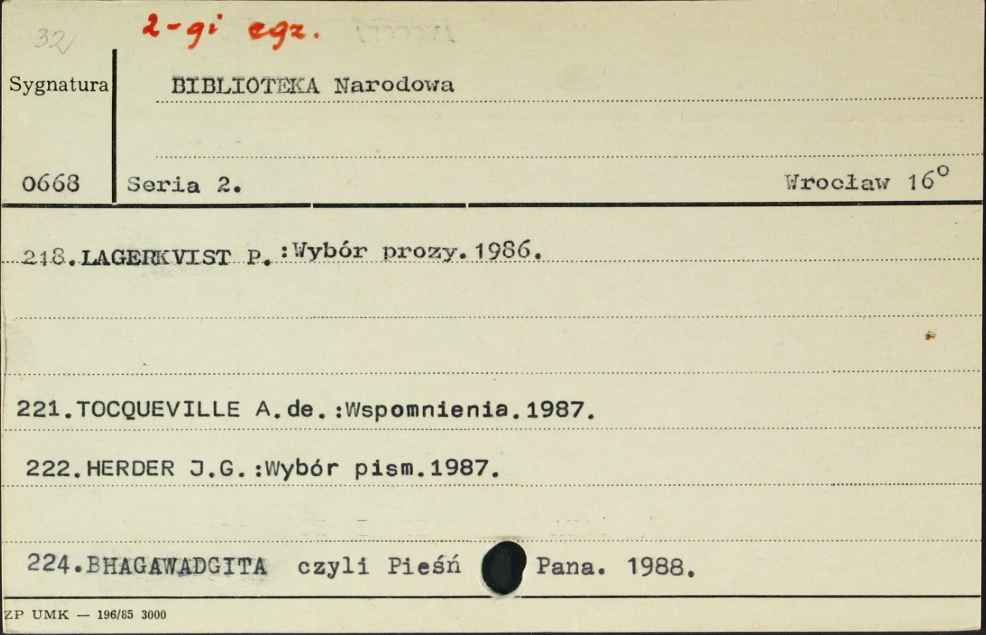 32
2-gi egz.
Sygnatura
BIBLIOTEKA Narodowa
0668
Seria 2.
Wrocław 16⁰
218.LAGERKVIST P.:Wybór prozy.1986.
221.TOCQUEVILLE A.de.:Wspomnienia.1987.
222.HERDER J.G.:Wybór pism.1987.
224.BHAGAWADGITA czyli Pieśń Pana. 1988.
ZP UMK — 196/85 3000